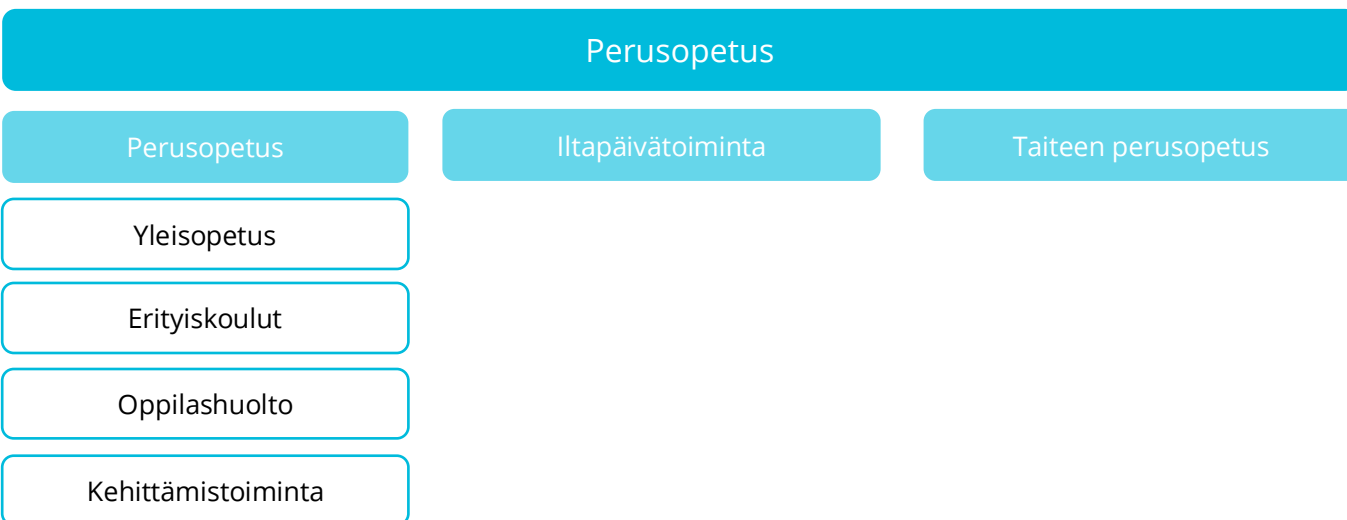 Perusopetus
Perusopetus
Iltapäivätoiminta
Taiteen perusopetus
Yleisopetus
Erityiskoulut
Oppilashuolto
Kehittämistoiminta